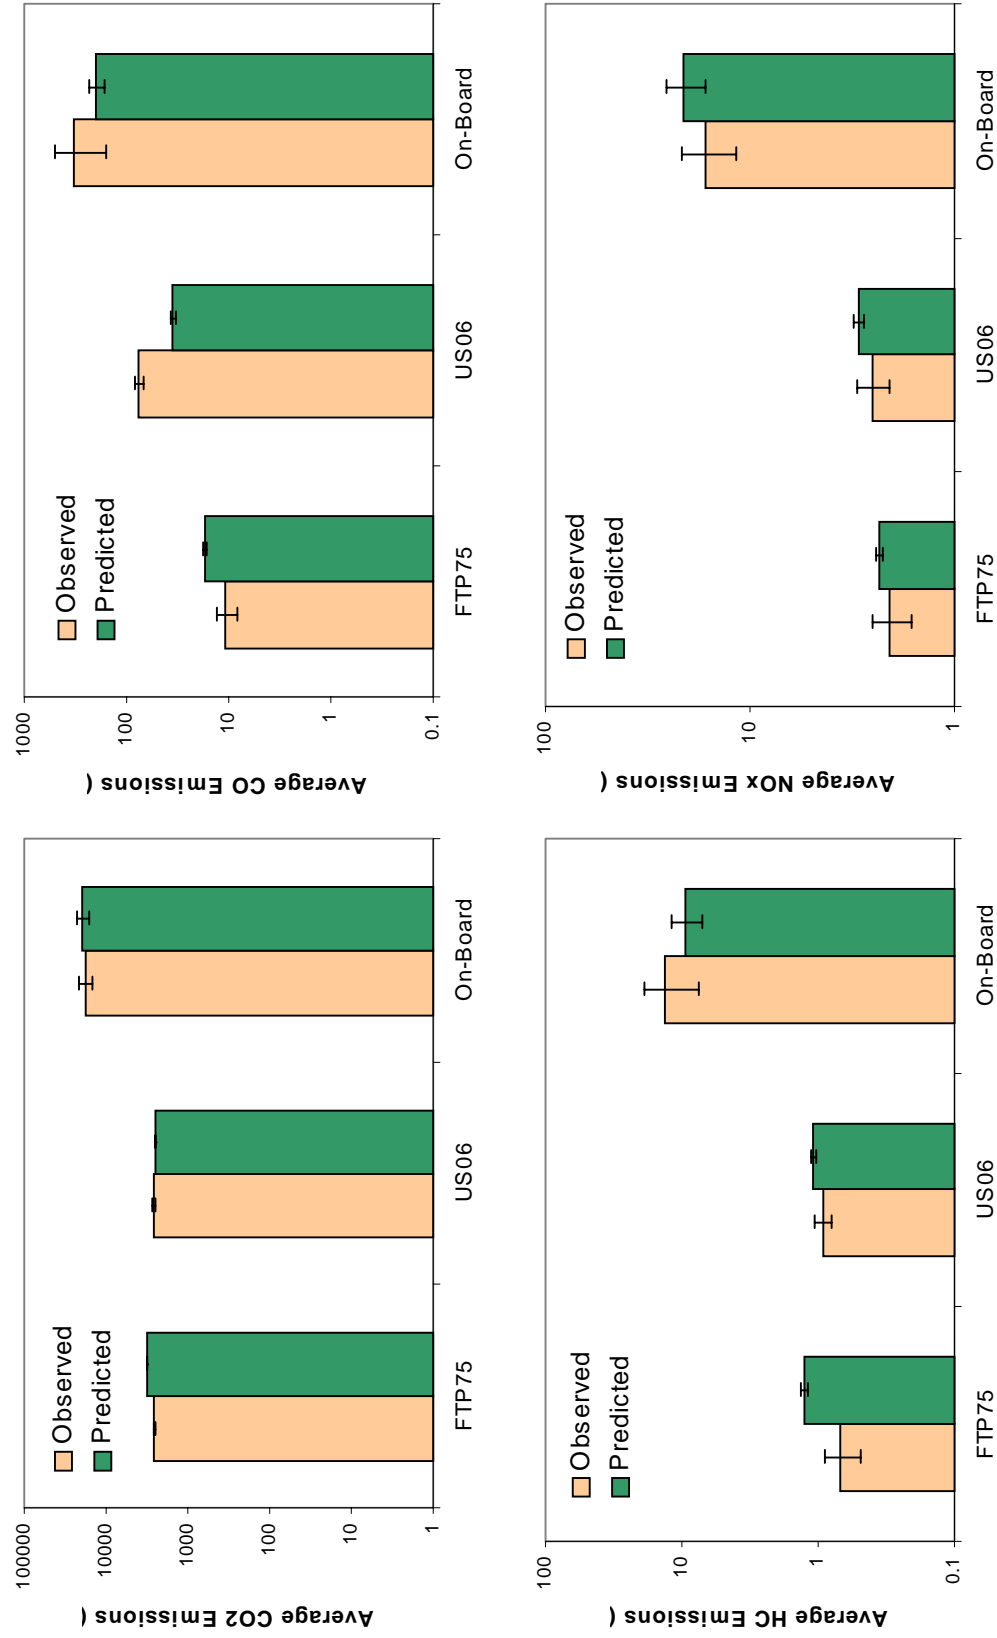 Average CO2 Emissions (
100000
10000
1000
100
10
1
Observed
Predicted
FTP75
US06
On-Board
Average CO Emissions (
1000
100
10
1
0.1
Observed
Predicted
FTP75
US06
On-Board
Average HC Emissions (
100
10
1
0.1
Observed
Predicted
FTP75
US06
On-Board
Average NOx Emissions (
100
10
1
Observed
Predicted
FTP75
US06
On-Board